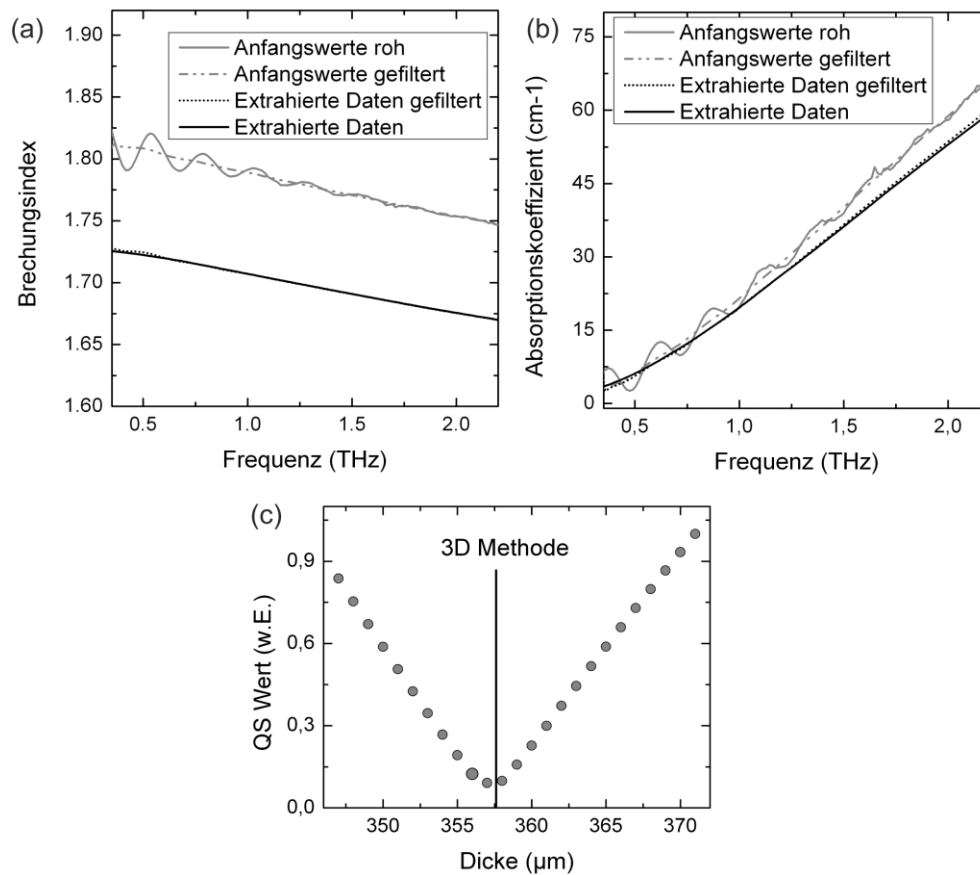 (a)
1.90
1.85
1.80
1.75
1.70
1.65
1.60
Brechungsindex
Anfangswerte roh
Anfangswerte gefiltert
Extrahierte Daten gefiltert
Extrahierte Daten
0.5
1.0
1.5
2.0
Frequenz (THz)
(b)
75
60
45
30
15
0
Absorptionskoeffizient (cm-1)
Anfangswerte roh
Anfangswerte gefiltert
Extrahierte Daten gefiltert
Extrahierte Daten
0,5
1,0
1,5
2,0
Frequenz (THz)
(c)
0,9
0,6
0,3
0,0
QS Wert (w.E.)
3D Methode
350
355
360
365
370
Dicke (µm)